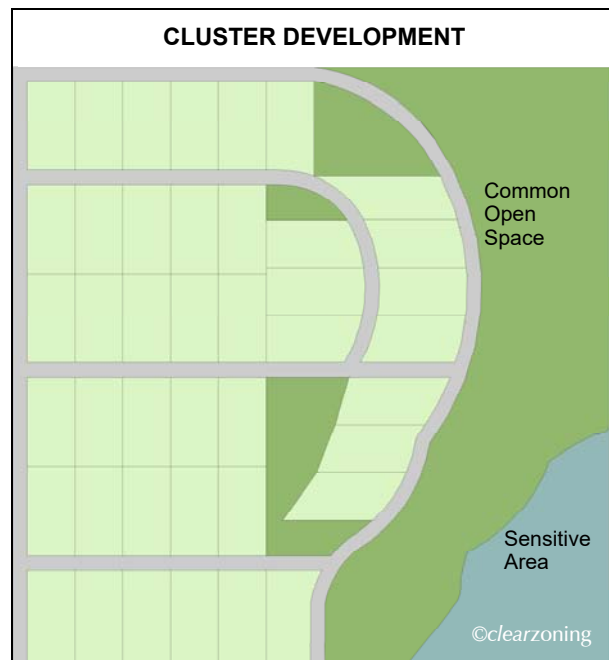 CLUSTER DEVELOPMENT
Common
Open
Space
Sensitive
Area
©clearzoning